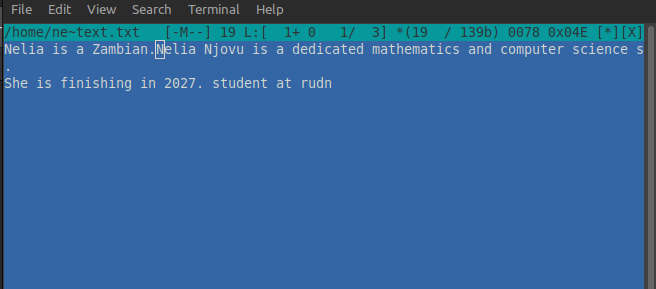 File Edit View Search Terminal Help
/home/ne~text.txt [-M--] 19 L:[ 1+ 0 1/ 3] *(19 / 139b) 0078 0x04E [*][X]
Nelia is a Zambian.Nelia Njovu is a dedicated mathematics and computer science s
.
She is finishing in 2027. student at rudn